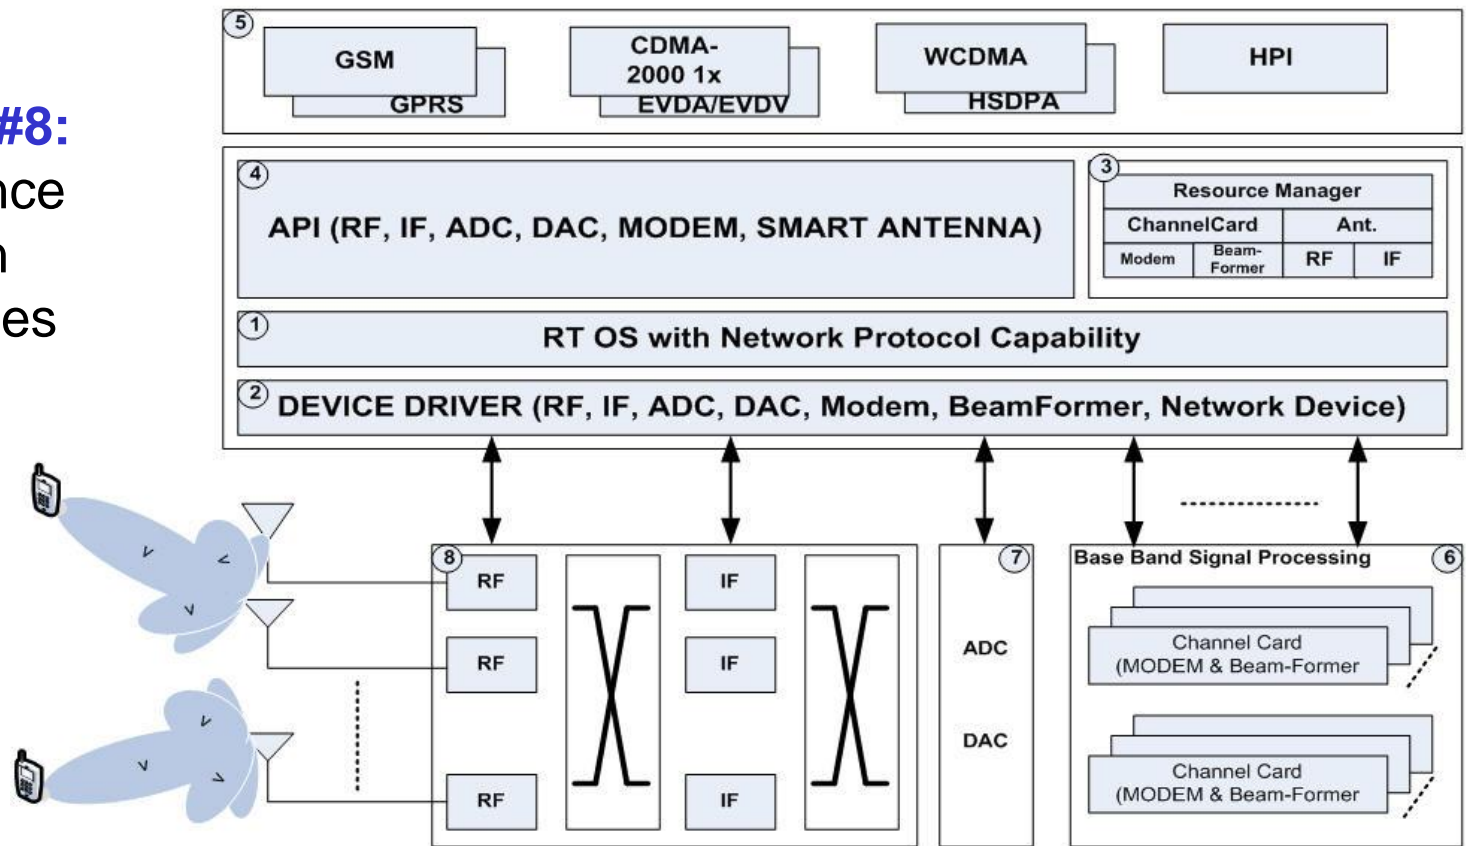 #8:
nce
n
es
5
GSM
GPRS
CDMA-
2000 1x
EVDA/EVDV
WCDMA
HSDPA
HPI
4
API (RF, IF, ADC, DAC, MODEM, SMART ANTENNA)
3
Resource Manager
ChannelCard Ant.
Modem Beam-
Former RF IF
1
RT OS with Network Protocol Capability
2
DEVICE DRIVER (RF, IF, ADC, DAC, Modem, BeamFormer, Network Device)
8
RF IF
RF IF
RF IF
7
ADC
DAC
Base Band Signal Processing
6
Channel Card
(MODEM & Beam-Former
Channel Card
(MODEM & Beam-Former